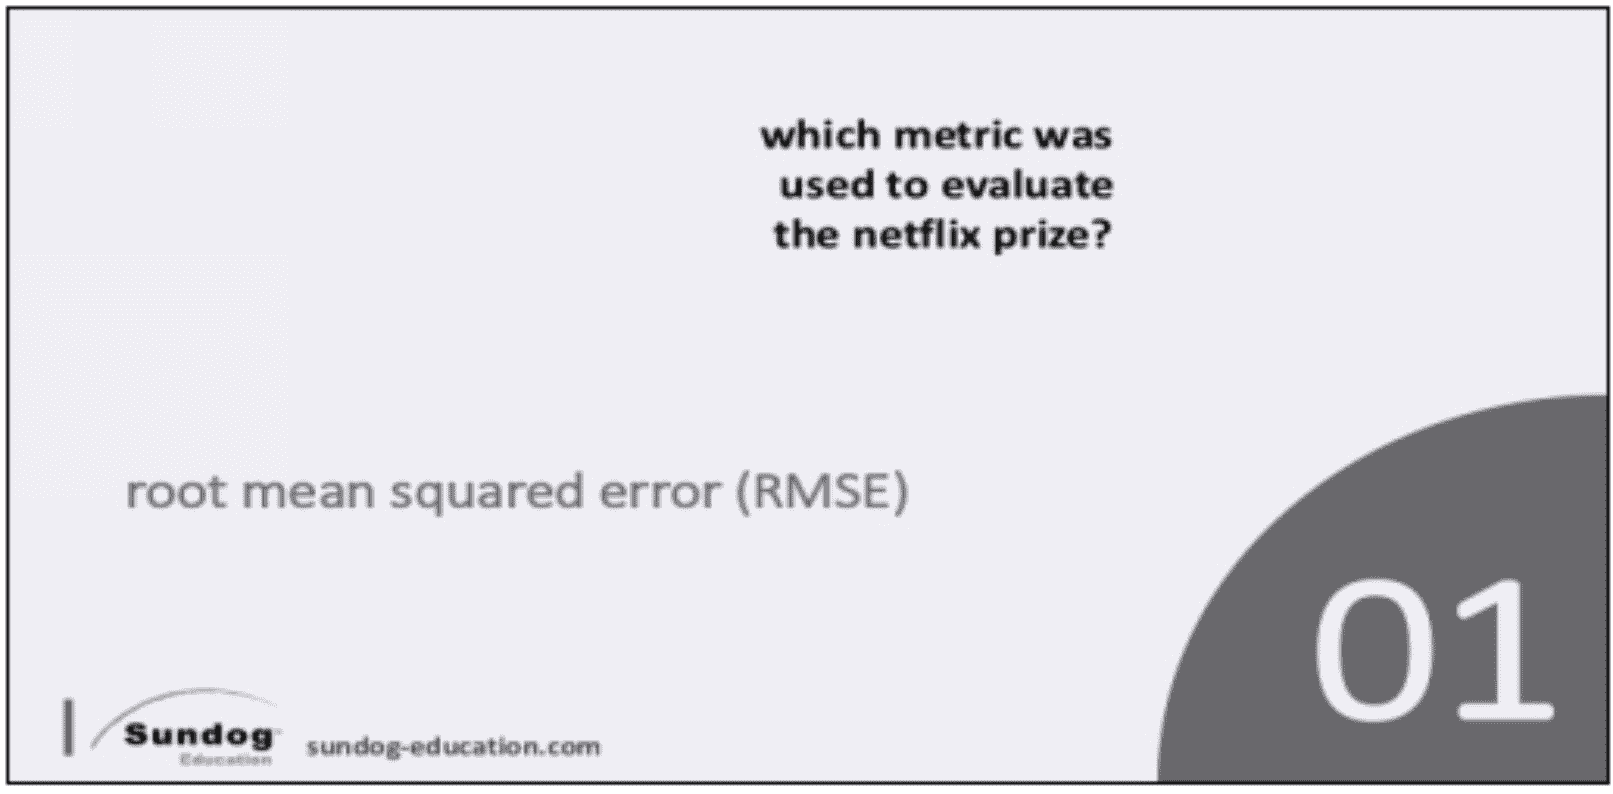 which metric was
used to evaluate
the netflix prize?
root mean squared error (RMSE)
01
Sundog
Education
sundog-education.com